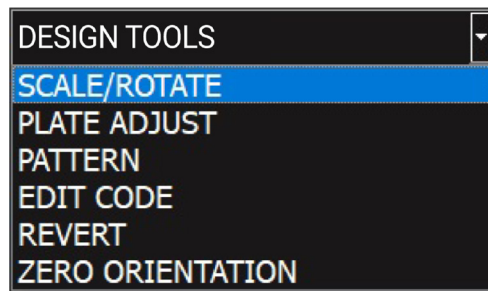 DESIGN TOOLS
SCALE/ROTATE
PLATE ADJUST
PATTERN
EDIT CODE
REVERT
ZERO ORIENTATION